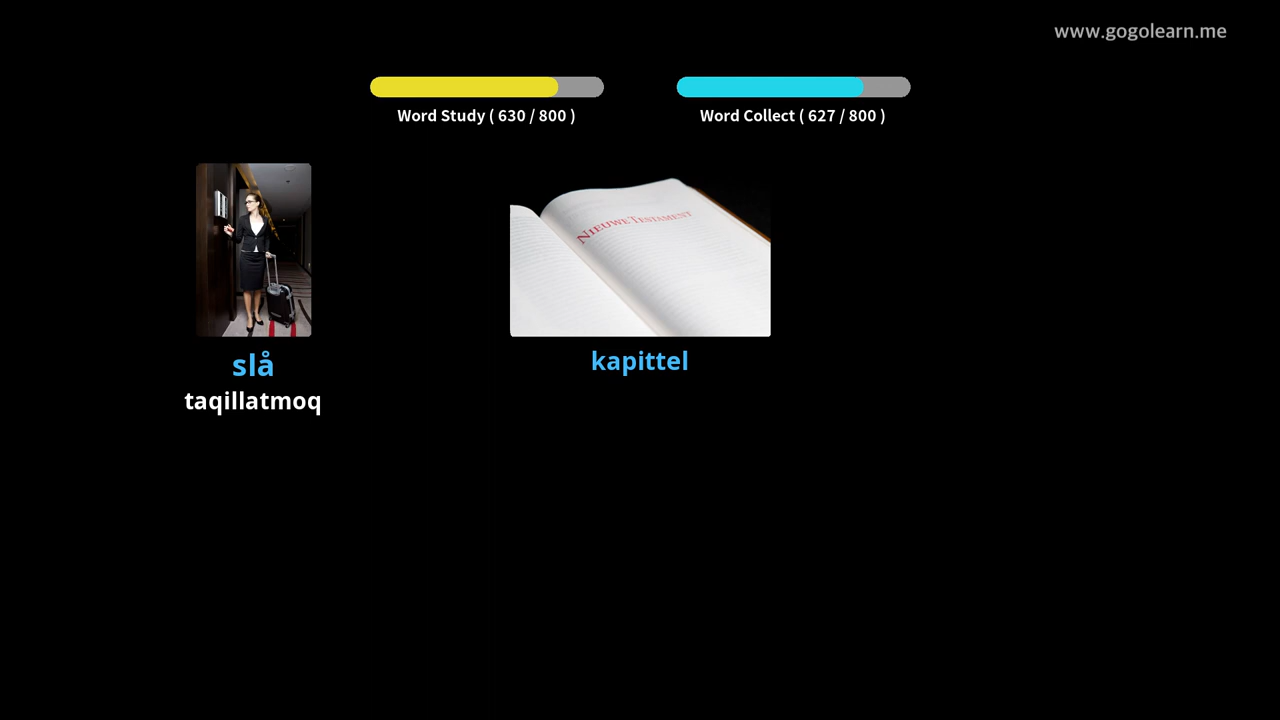 www.gogolearn.me
Word Study ( 630 / 800 )
Word Collect ( 627 / 800 )
NIEUWE TESTAMENT
slå
kapittel
taqillatmoq